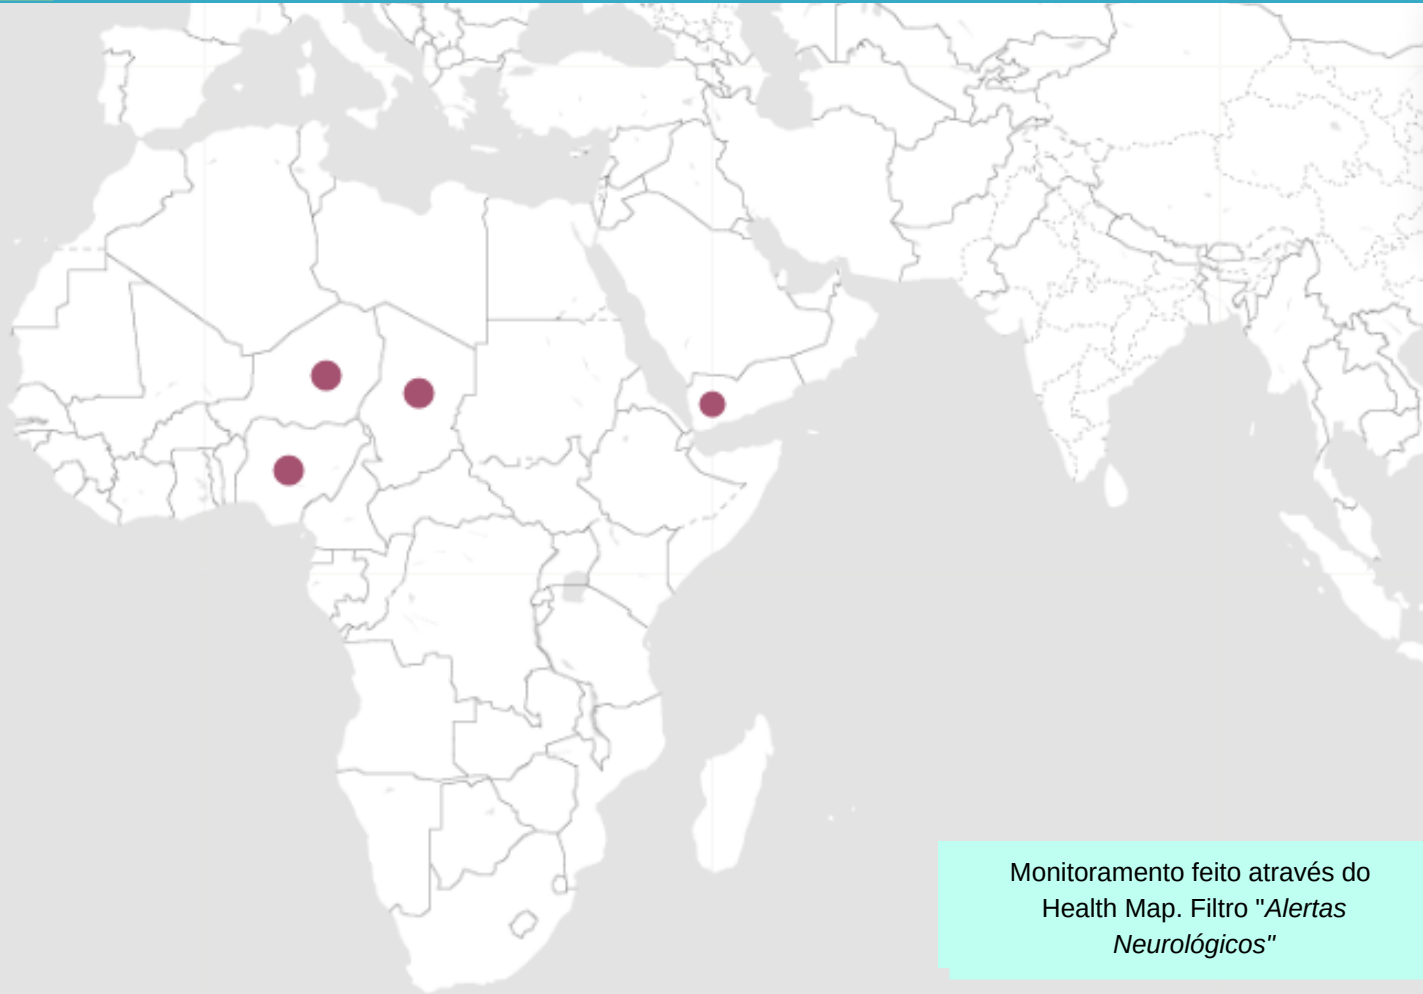 Monitoramento feito através do
Health Map. Filtro "Alertas
Neurológicos"